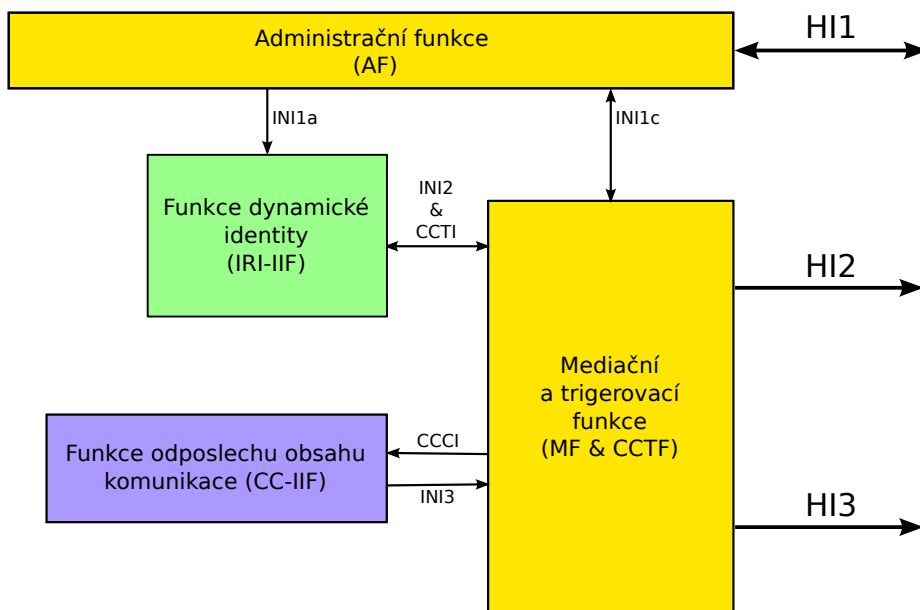 Administrační funkce
(AF)
HI1
INI1a
INI1c
Funkce dynamické
identity
(IRI-IIF)
INI2
&
CCTI
HI2
Mediační
a trigerovací
funkce
(MF & CCTF)
Funkce odposlechu obsahu
komunikace (CC-IIF)
CCCI
INI3
HI3